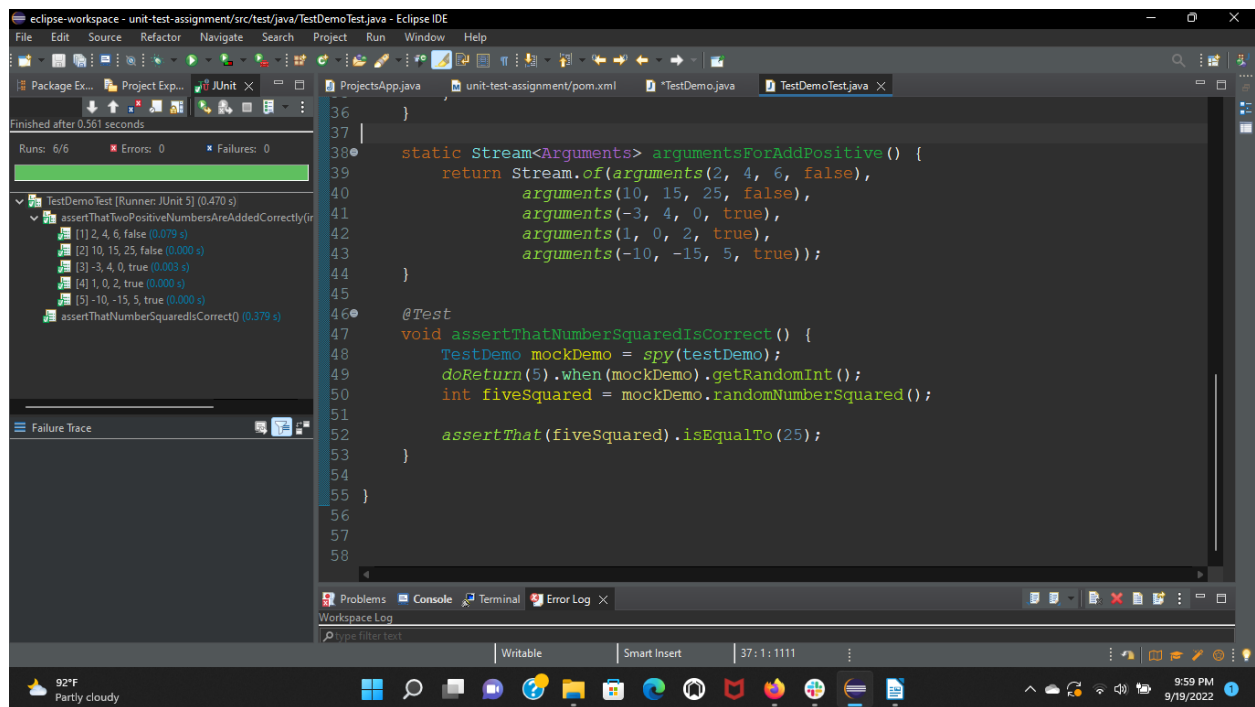 eclipse-workspace - unit-test-assignment/src/test/java/TestDemoTest.java - Eclipse IDE
File Edit Source Refactor Navigate Search Project Run Window Help
Package Ex... Project Exp... JUnit
ProjectsApp.java unit-test-assignment/pom.xml *TestDemo.java TestDemoTest.java
Finished after 0.561 seconds
Runs: 6/6 Errors: 0 Failures: 0
TestDemoTest [Runner: JUnit 5] (0.470 s)
assertThatTwoPositiveNumbersAreAddedCorrectly(ir
[1] 2, 4, 6, false (0.079 s)
[2] 10, 15, 25, false (0.000 s)
[3] -3, 4, 0, true (0.003 s)
[4] 1, 0, 2, true (0.000 s)
[5] -10, -15, 5, true (0.000 s)
assertThatNumberSquaredIsCorrect() (0.379 s)
Failure Trace
36 }
37
38 static Stream<Arguments> argumentsForAddPositive() {
39 return Stream.of(arguments(2, 4, 6, false),
40 arguments(10, 15, 25, false),
41 arguments(-3, 4, 0, true),
42 arguments(1, 0, 2, true),
43 arguments(-10, -15, 5, true));
44 }
45
46 @Test
47 void assertThatNumberSquaredIsCorrect() {
48 TestDemo mockDemo = spy(testDemo);
49 doReturn(5).when(mockDemo).getRandomInt();
50 int fiveSquared = mockDemo.randomNumberSquared();
51
52 assertThat(fiveSquared).isEqualTo(25);
53 }
54
55 }
56
57
58
Problems Console Terminal Error Log
Workspace Log
type filter text
Writable Smart Insert 37 : 1 : 1111
92°F
Partly cloudy
9:59 PM
9/19/2022
1